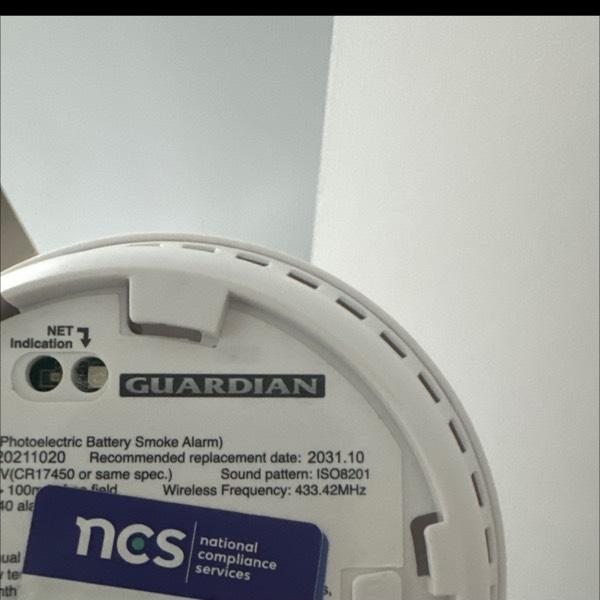 NET
Indication
GUARDIAN
Photoelectric Battery Smoke Alarm)
20211020 Recommended replacement date: 2031.10
V(CR17450 or same spec.) Sound pattern: ISO8201
field Wireless Frequency: 433.42MHz
ncs national
compliance
services